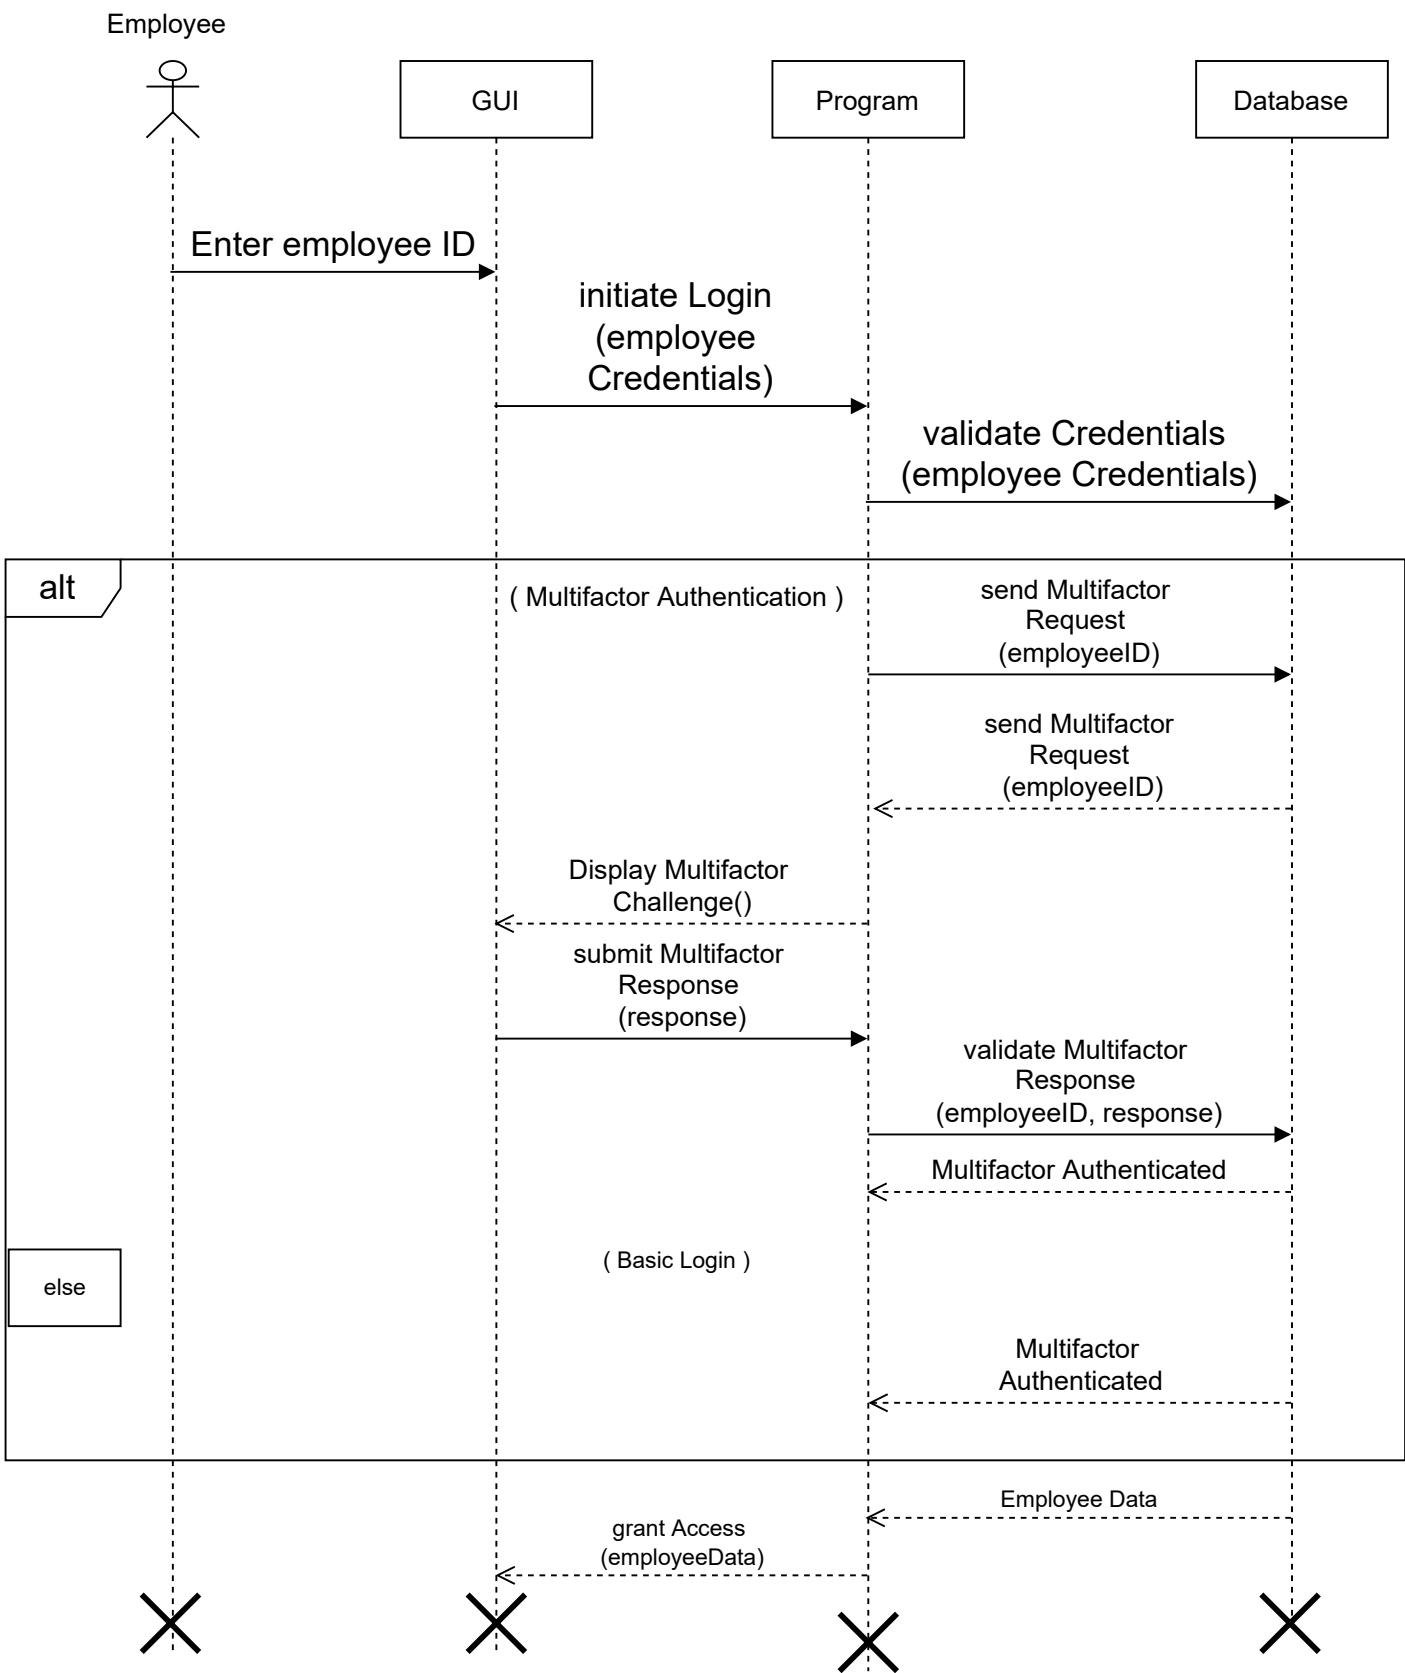 Employee
GUI
Program
Database
Enter employee ID
initiate Login
(employee
Credentials)
validate Credentials
(employee Credentials)
alt
( Multifactor Authentication )
send Multifactor
Request
(employeeID)
send Multifactor
Request
(employeeID)
Display Multifactor
Challenge()
submit Multifactor
Response
(response)
validate Multifactor
Response
(employeeID, response)
Multifactor Authenticated
( Basic Login )
else
Multifactor
Authenticated
Employee Data
grant Access
(employeeData)